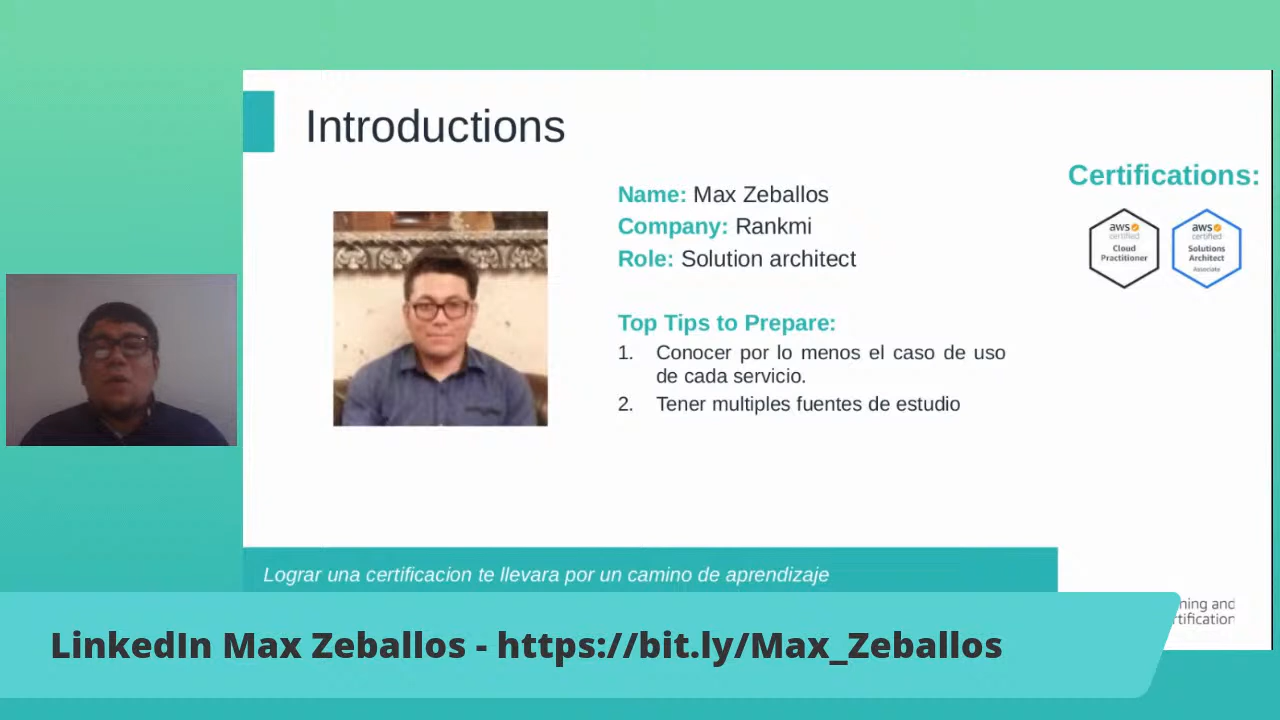 Introductions
Certifications:
Name: Max Zeballos
Company: Rankmi
Role: Solution architect
aws
certified
Cloud
Practitioner
aws
certified
Solutions
Architect
Associate
Top Tips to Prepare:
1. Conocer por lo menos el caso de uso
de cada servicio.
2. Tener multiples fuentes de estudio
Lograr una certificacion te llevara por un camino de aprendizaje
ning and
rtification
LinkedIn Max Zeballos - https://bit.ly/Max_Zeballos